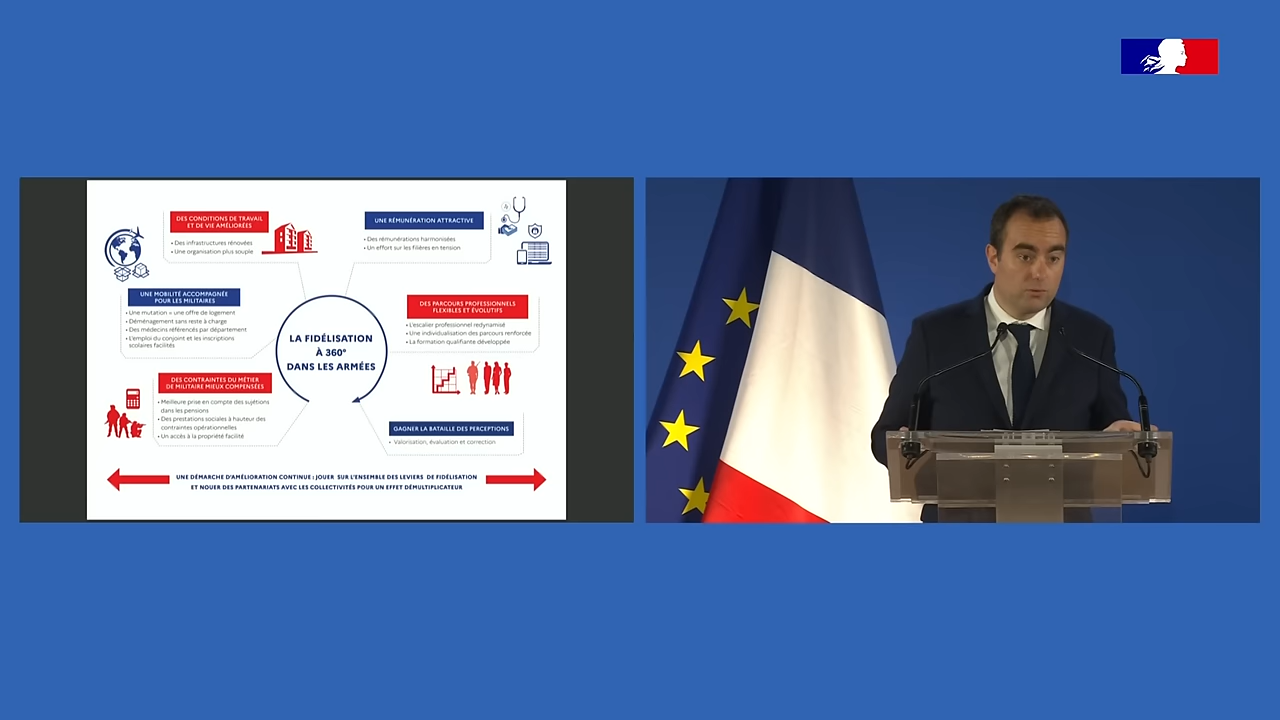 DES CONDITIONS DE TRAVAIL
ET DE VIE AMÉLIORÉES
• Des infrastructures rénovées
• Une organisation plus souple
UNE RÉMUNÉRATION ATTRACTIVE
• Des rémunérations harmonisées
• Un effort sur les filières en tension
UNE MOBILITÉ ACCOMPAGNÉE
POUR LES MILITAIRES
• Une mutation = une offre de logement
• Déménagement sans reste à charge
• Des médecins référencés par département
• L'emploi du conjoint et les inscriptions
scolaires facilités
DES PARCOURS PROFESSIONNELS
FLEXIBLES ET ÉVOLUTIFS
• L'escalier professionnel redynamisé
• Une individualisation des parcours renforcée
• La formation qualifiante développée
LA FIDÉLISATION
À 360°
DANS LES ARMÉES
DES CONTRAINTES DU MÉTIER
DE MILITAIRE MIEUX COMPENSÉES
• Meilleure prise en compte des sujétions
dans les pensions
• Des prestations sociales à hauteur des
contraintes opérationnelles
• Un accès à la propriété facilité
GAGNER LA BATAILLE DES PERCEPTIONS
• Valorisation, évaluation et correction
UNE DÉMARCHE D'AMÉLIORATION CONTINUE : JOUER SUR L'ENSEMBLE DES LEVIERS DE FIDÉLISATION
ET NOUER DES PARTENARIATS AVEC LES COLLECTIVITÉS POUR UN EFFET DÉMULTIPLICATEUR